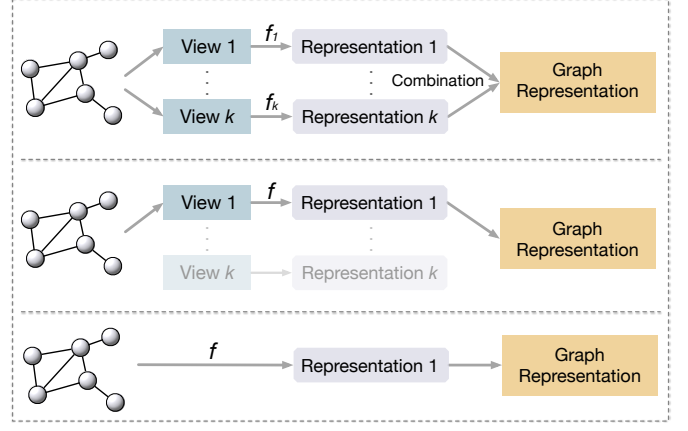 View 1
f1
Representation 1
Combination
View k
fk
Representation k
Graph
Representation
View 1
f
Representation 1
View k
Representation k
Graph
Representation
f
Representation 1
Graph
Representation